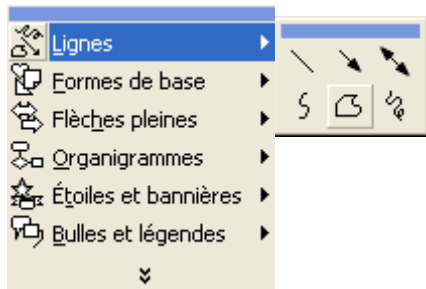 Lignes
Formes de base
Flèches pleines
Organigrammes
Étoiles et bannières
Bulles et légendes